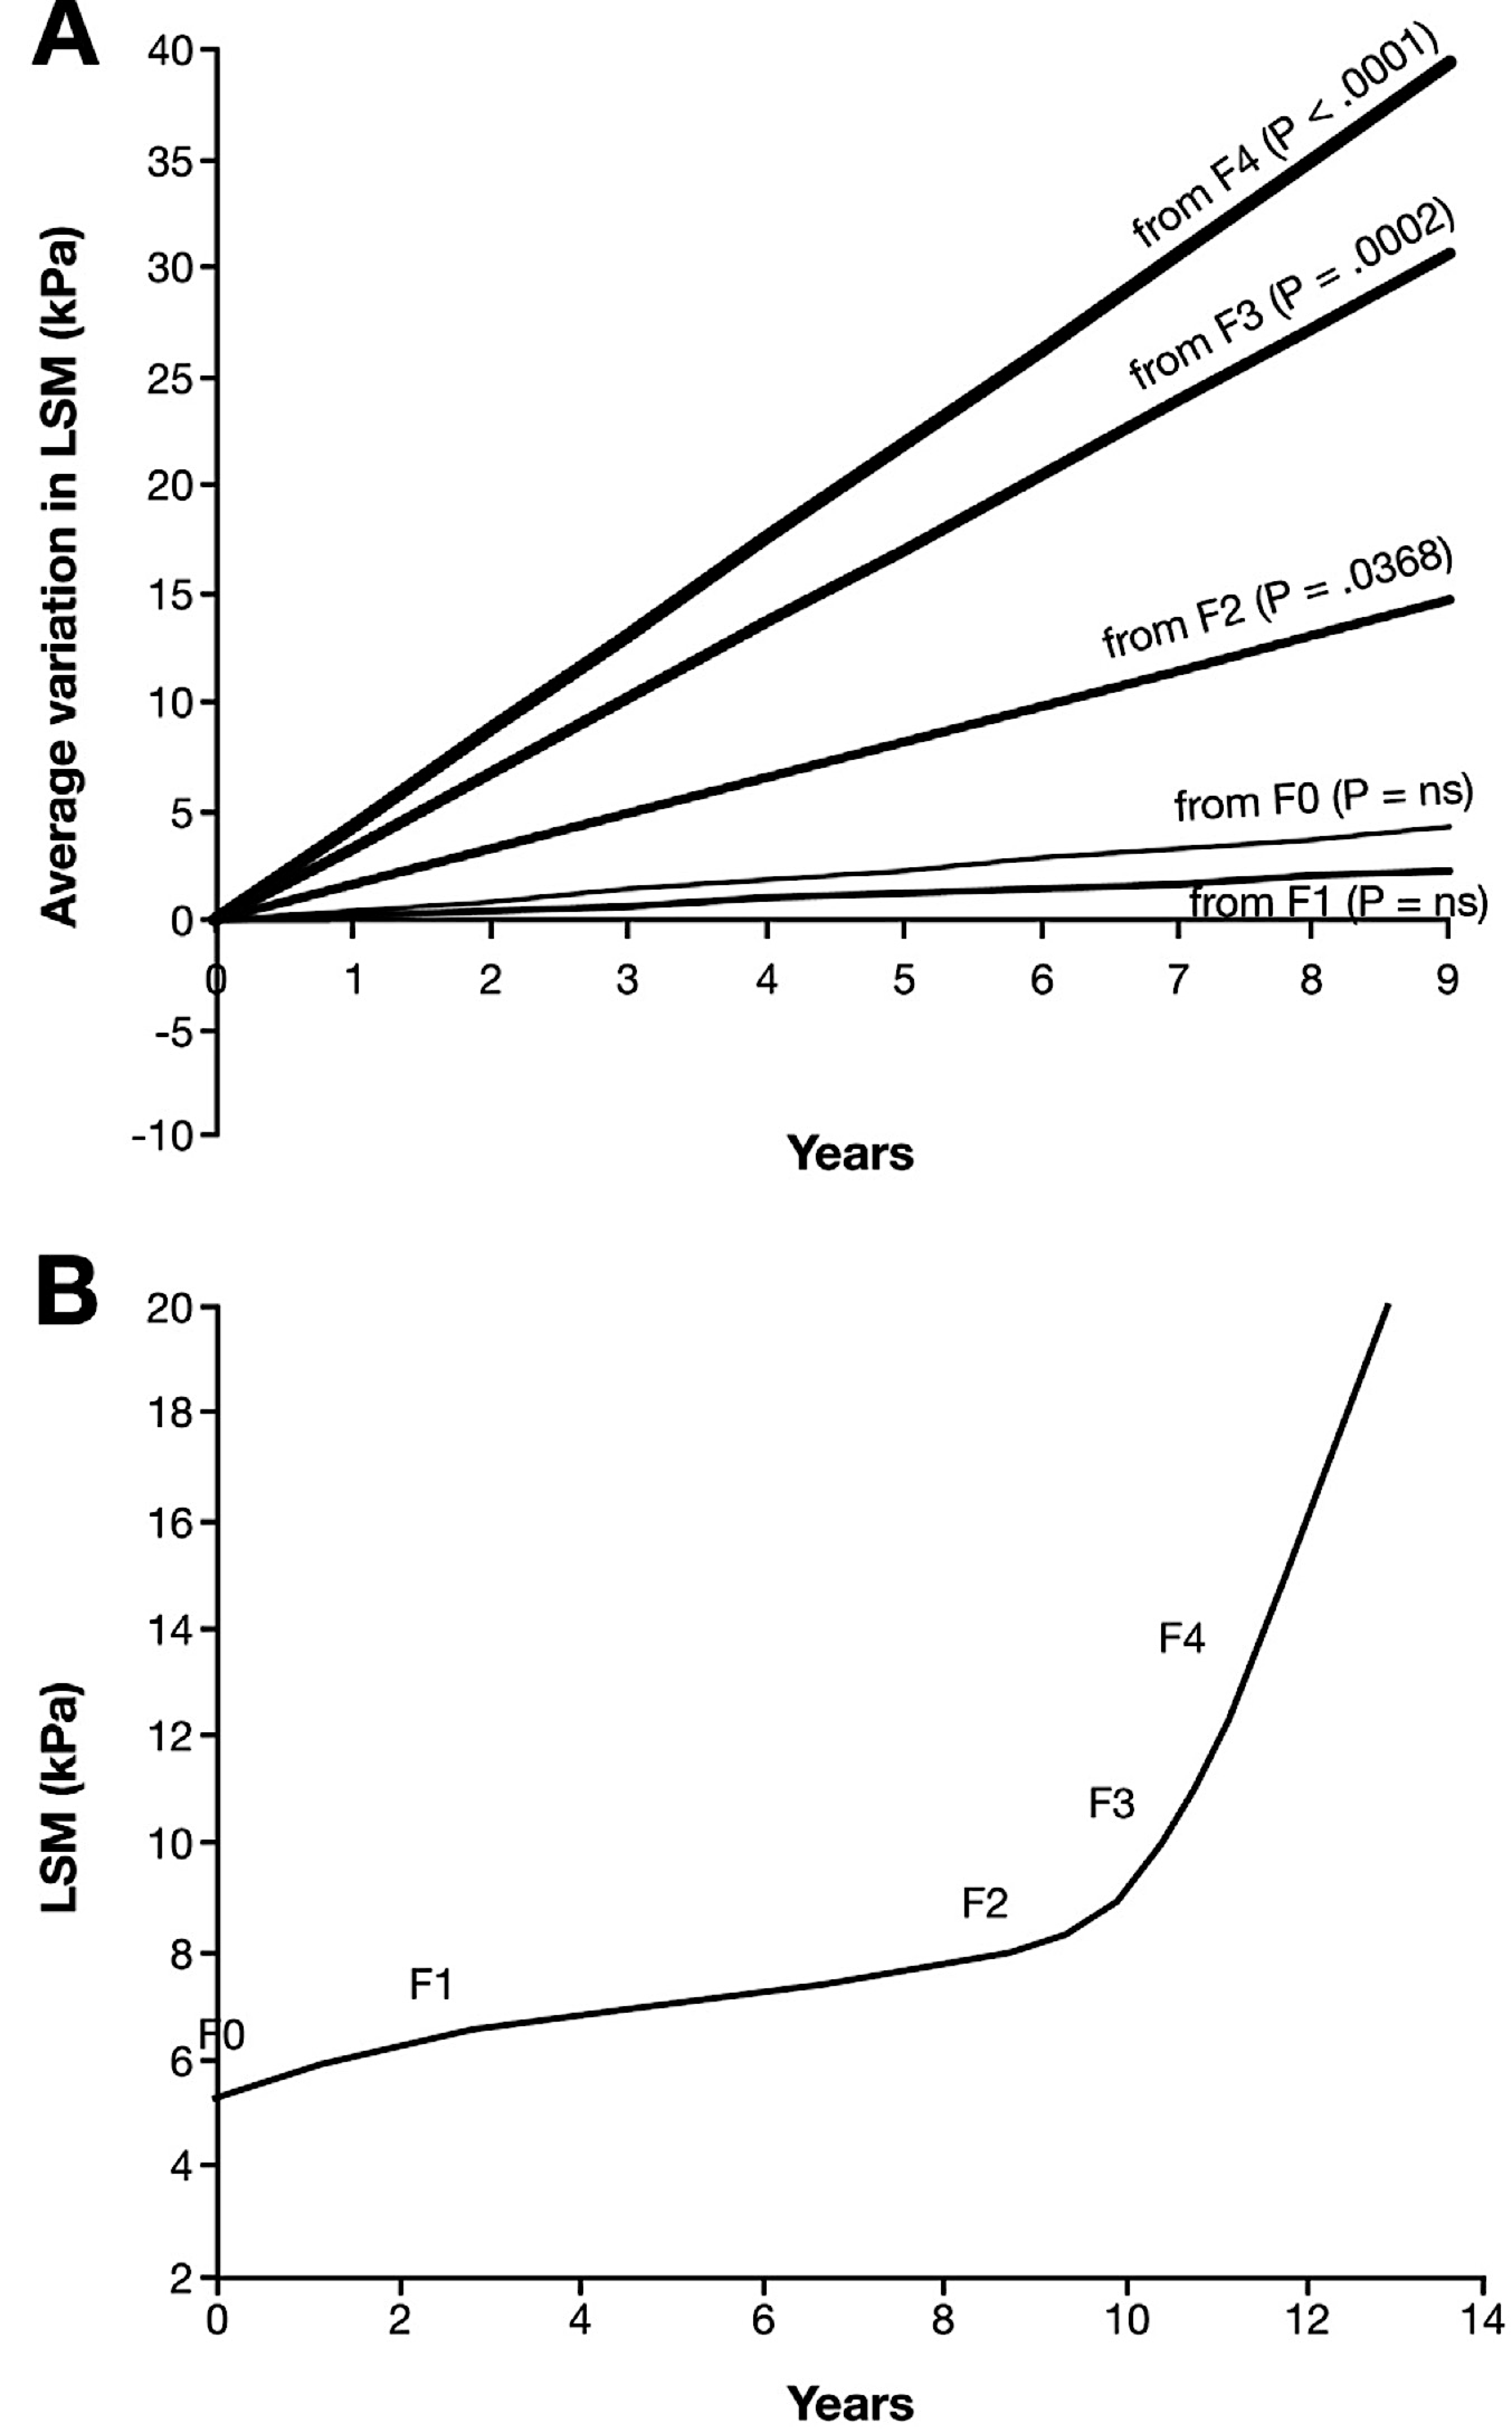 A
Average variation in LSM (kPa)
40
35
30
25
20
15
10
5
0
-5
-10
from F4 (P < .0001)
from F3 (P = .0002)
from F2 (P = .0368)
from F0 (P = ns)
from F1 (P = ns)
0 1 2 3 4 5 6 7 8 9
Years
B
LSM (kPa)
20
18
16
14
12
10
8
6
4
2
F4
F3
F2
F1
F0
0 2 4 6 8 10 12 14
Years